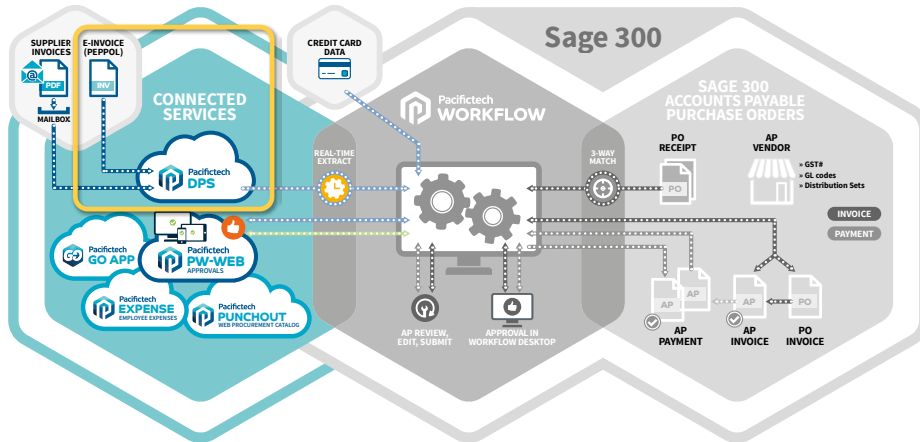 Sage 300
SUPPLIER
INVOICES
@
PDF
MAILBOX
E-INVOICE
(PEPPOL)
INV
CREDIT CARD
DATA
CONNECTED
SERVICES
Pacifictech
DPS
Pacifictech
WORKFLOW
SAGE 300
ACCOUNTS PAYABLE
PURCHASE ORDERS
REAL-TIME
EXTRACT
3-WAY
MATCH
PO
RECEIPT
PO
AP
VENDOR
» GST#
» GL codes
» Distribution Sets
INVOICE
PAYMENT
GO
Pacifictech
GO APP
Pacifictech
PW-WEB
APPROVALS
Pacifictech
EXPENSE
EMPLOYEE EXPENSES
Pacifictech
PUNCHOUT
WEB PROCUREMENT CATALOG
AP REVIEW,
EDIT, SUBMIT
APPROVAL IN
WORKFLOW DESKTOP
AP
AP
AP
PAYMENT
AP
AP
INVOICE
PO
PO
INVOICE